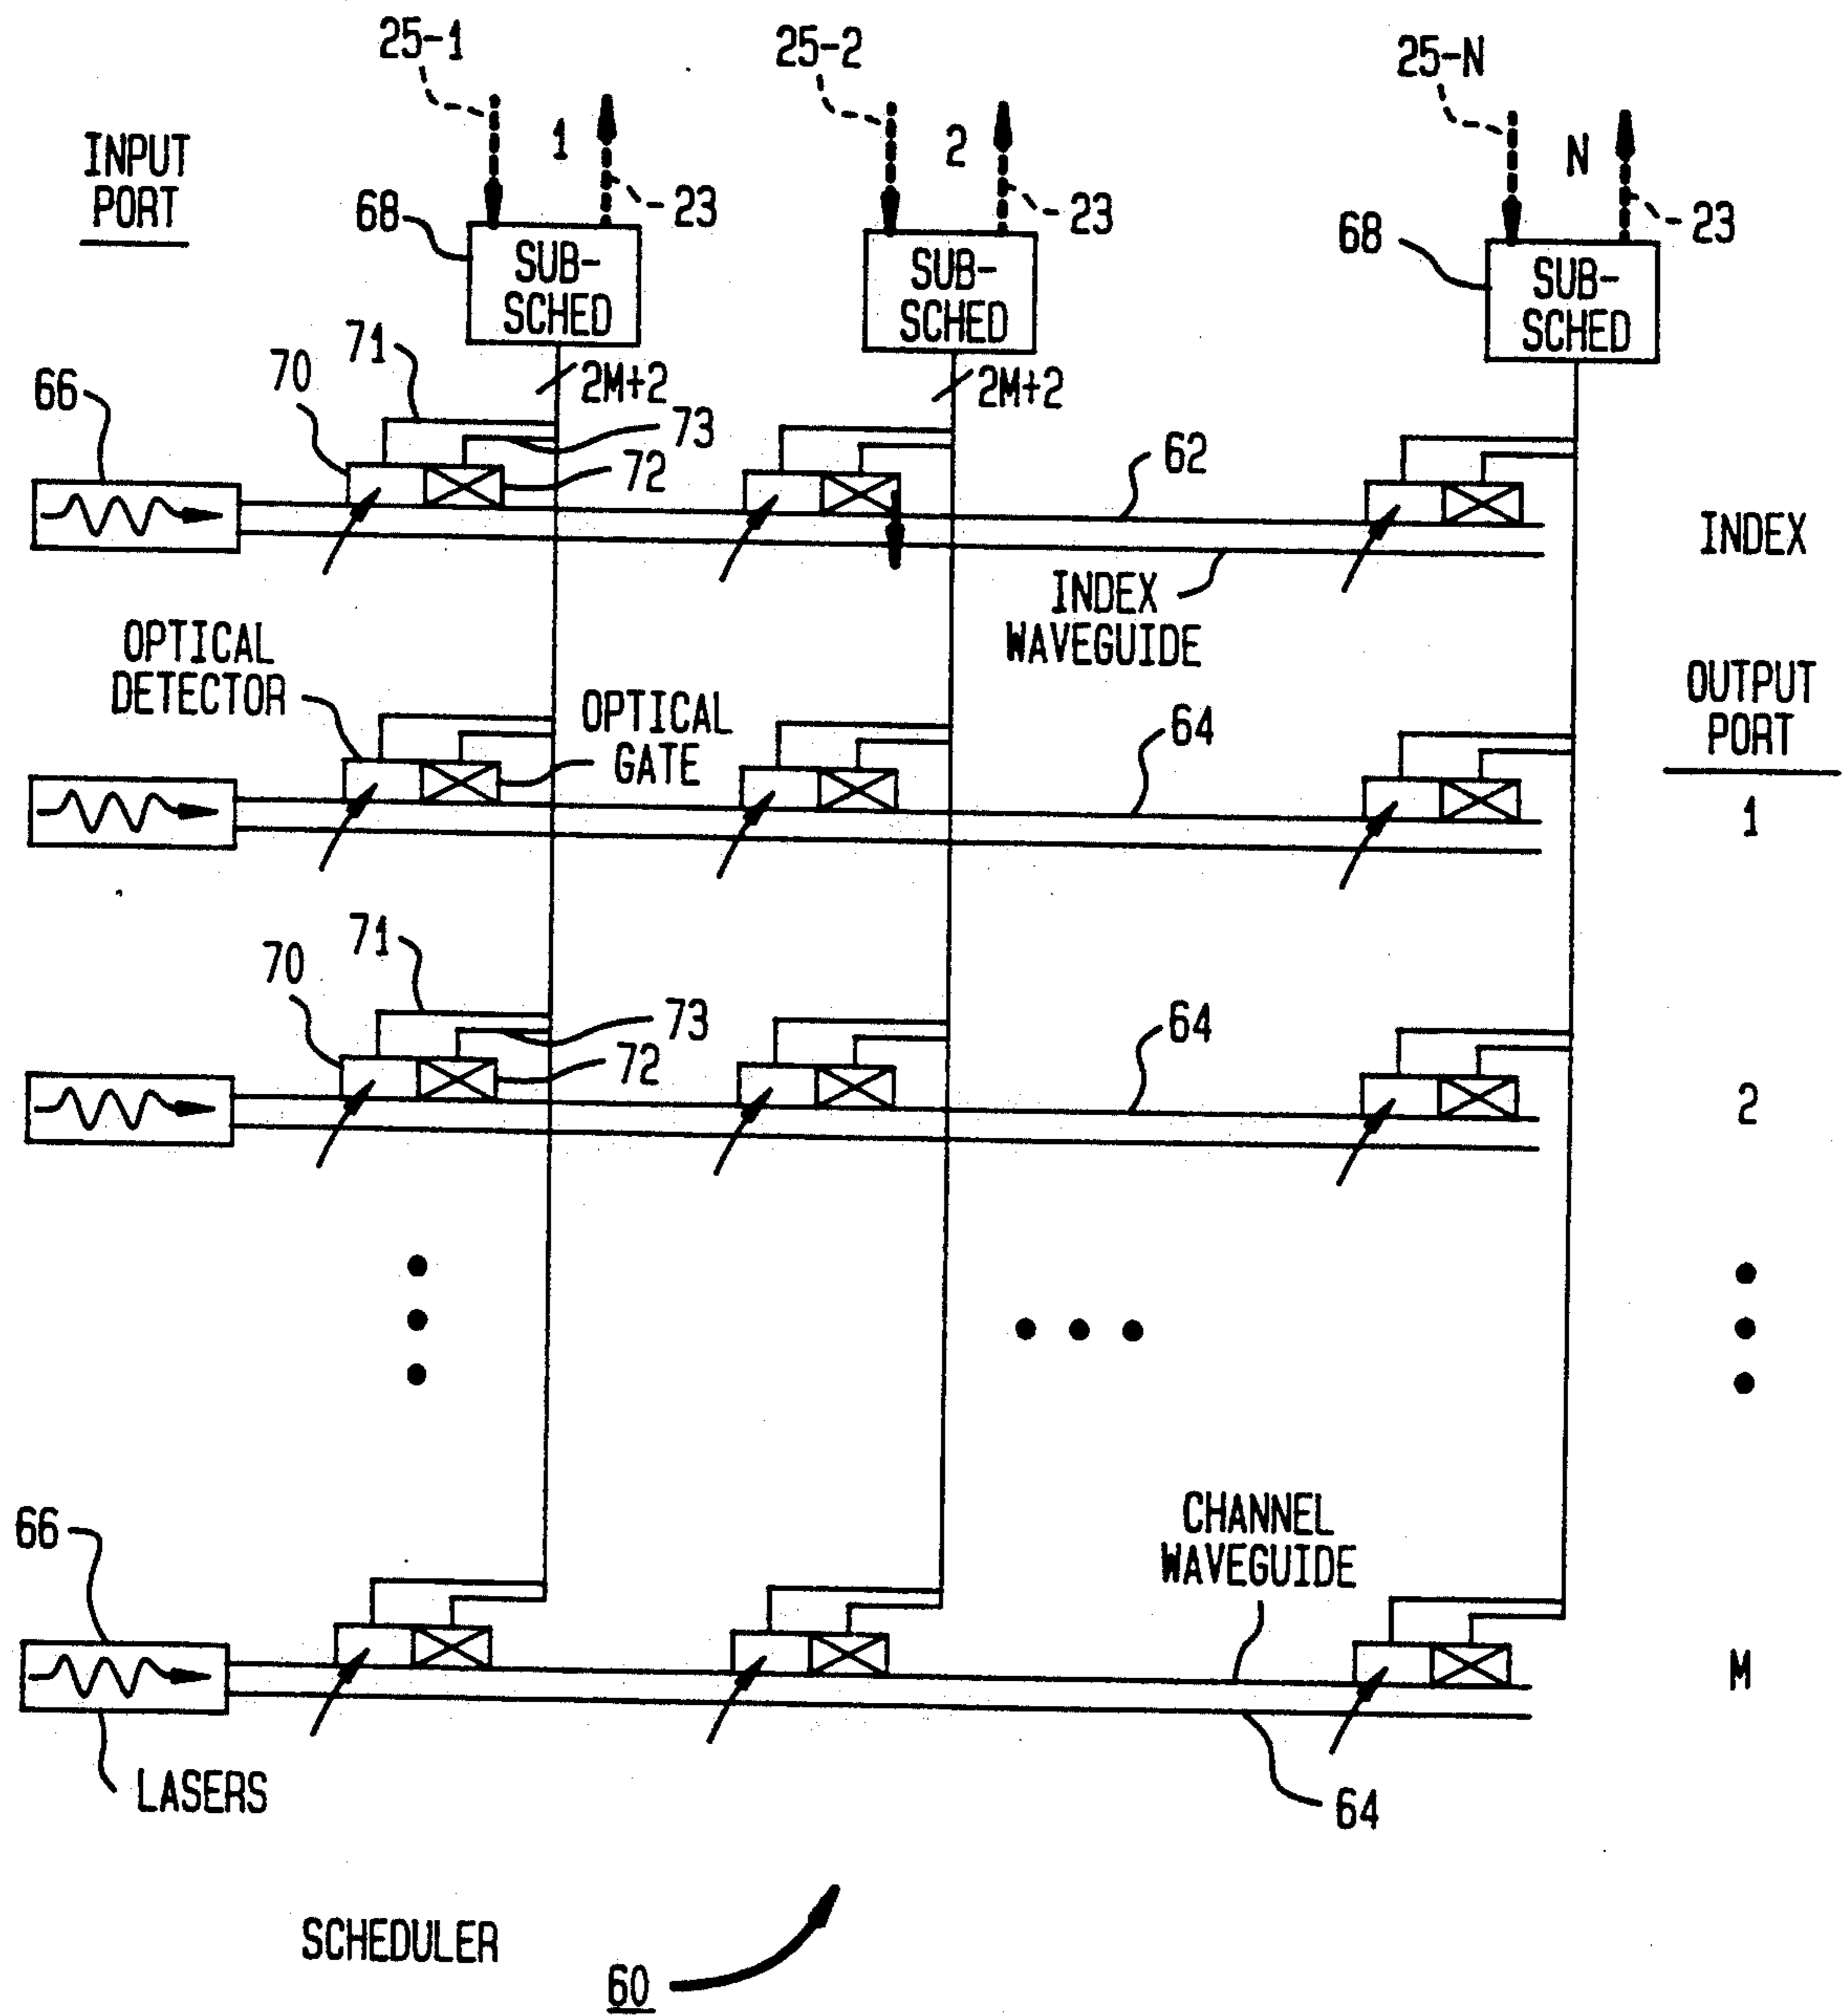 25-1
25-2
25-N
INPUT
PORT
1
2
N
23
23
23
68
68
SUB-
SCHED
SUB-
SCHED
SUB-
SCHED
71
70
66
2M+2
2M+2
73
72
62
INDEX
INDEX
WAVEGUIDE
OPTICAL
DETECTOR
OPTICAL
GATE
64
OUTPUT
PORT
1
71
70
73
72
64
2
66
CHANNEL
WAVEGUIDE
M
LASERS
64
SCHEDULER
60